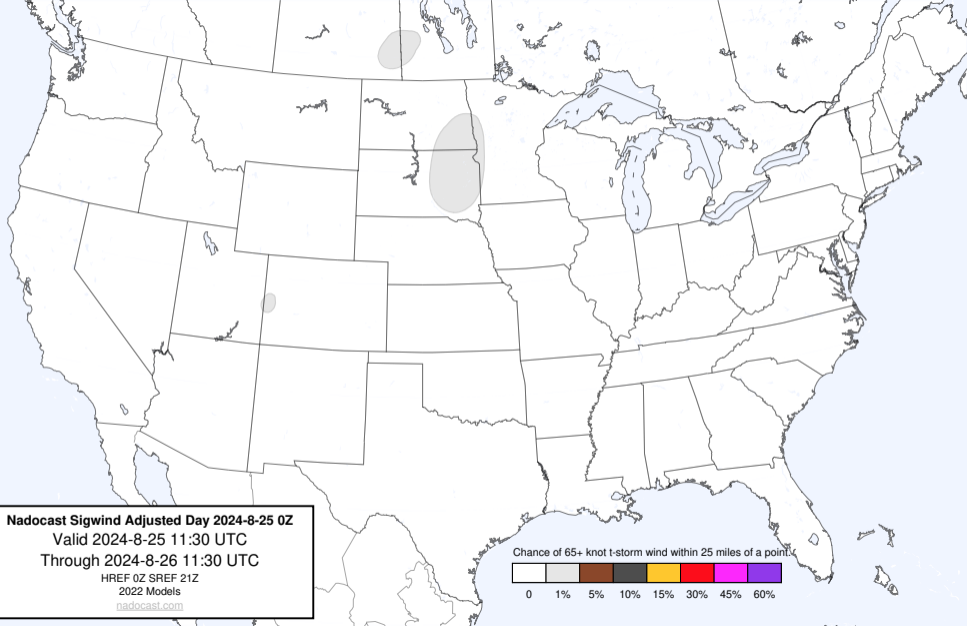 Nadocast Sigwind Adjusted Day 2024-8-25 0Z
Valid 2024-8-25 11:30 UTC
Through 2024-8-26 11:30 UTC
HREF 0Z SREF 21Z
2022 Models
nadocast.com
Chance of 65+ knot t-storm wind within 25 miles of a point.
0 1% 5% 10% 15% 30% 45% 60%